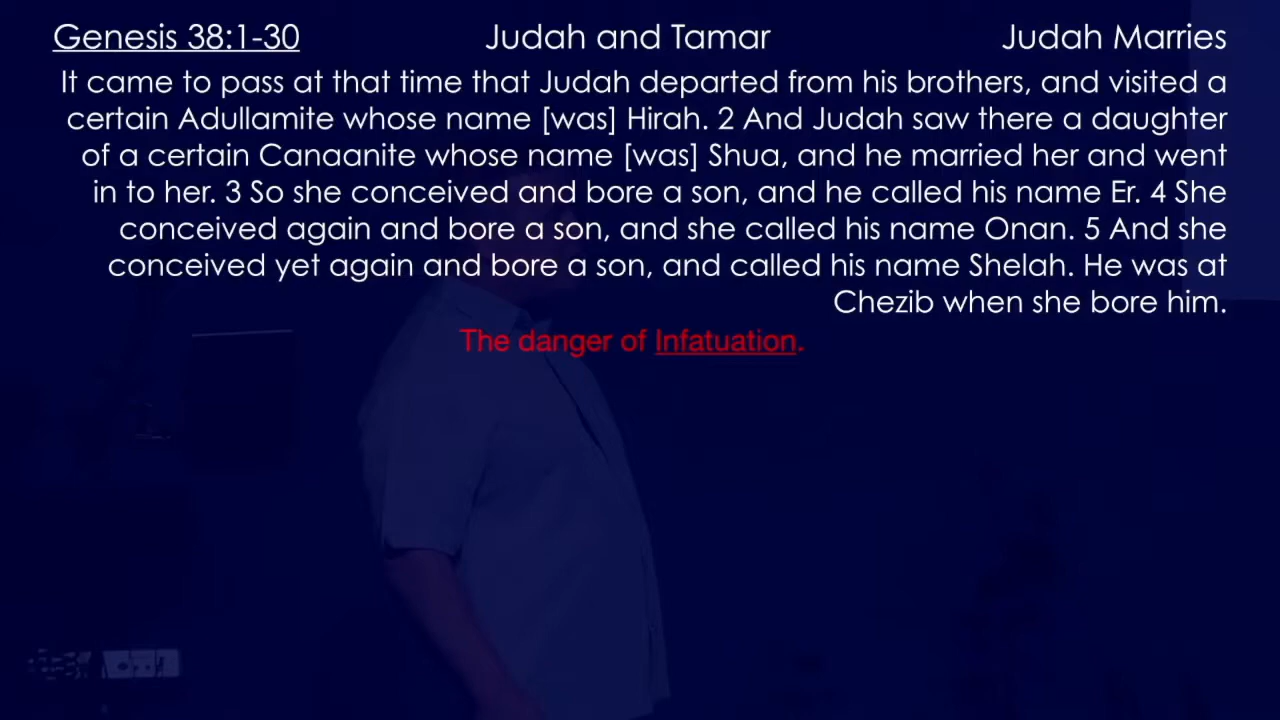 Genesis 38:1-30 Judah and Tamar Judah Marries
It came to pass at that time that Judah departed from his brothers, and visited a
certain Adullamite whose name [was] Hirah. 2 And Judah saw there a daughter
of a certain Canaanite whose name [was] Shua, and he married her and went
in to her. 3 So she conceived and bore a son, and he called his name Er. 4 She
conceived again and bore a son, and she called his name Onan. 5 And she
conceived yet again and bore a son, and called his name Shelah. He was at
Chezib when she bore him.
The danger of Infatuation.